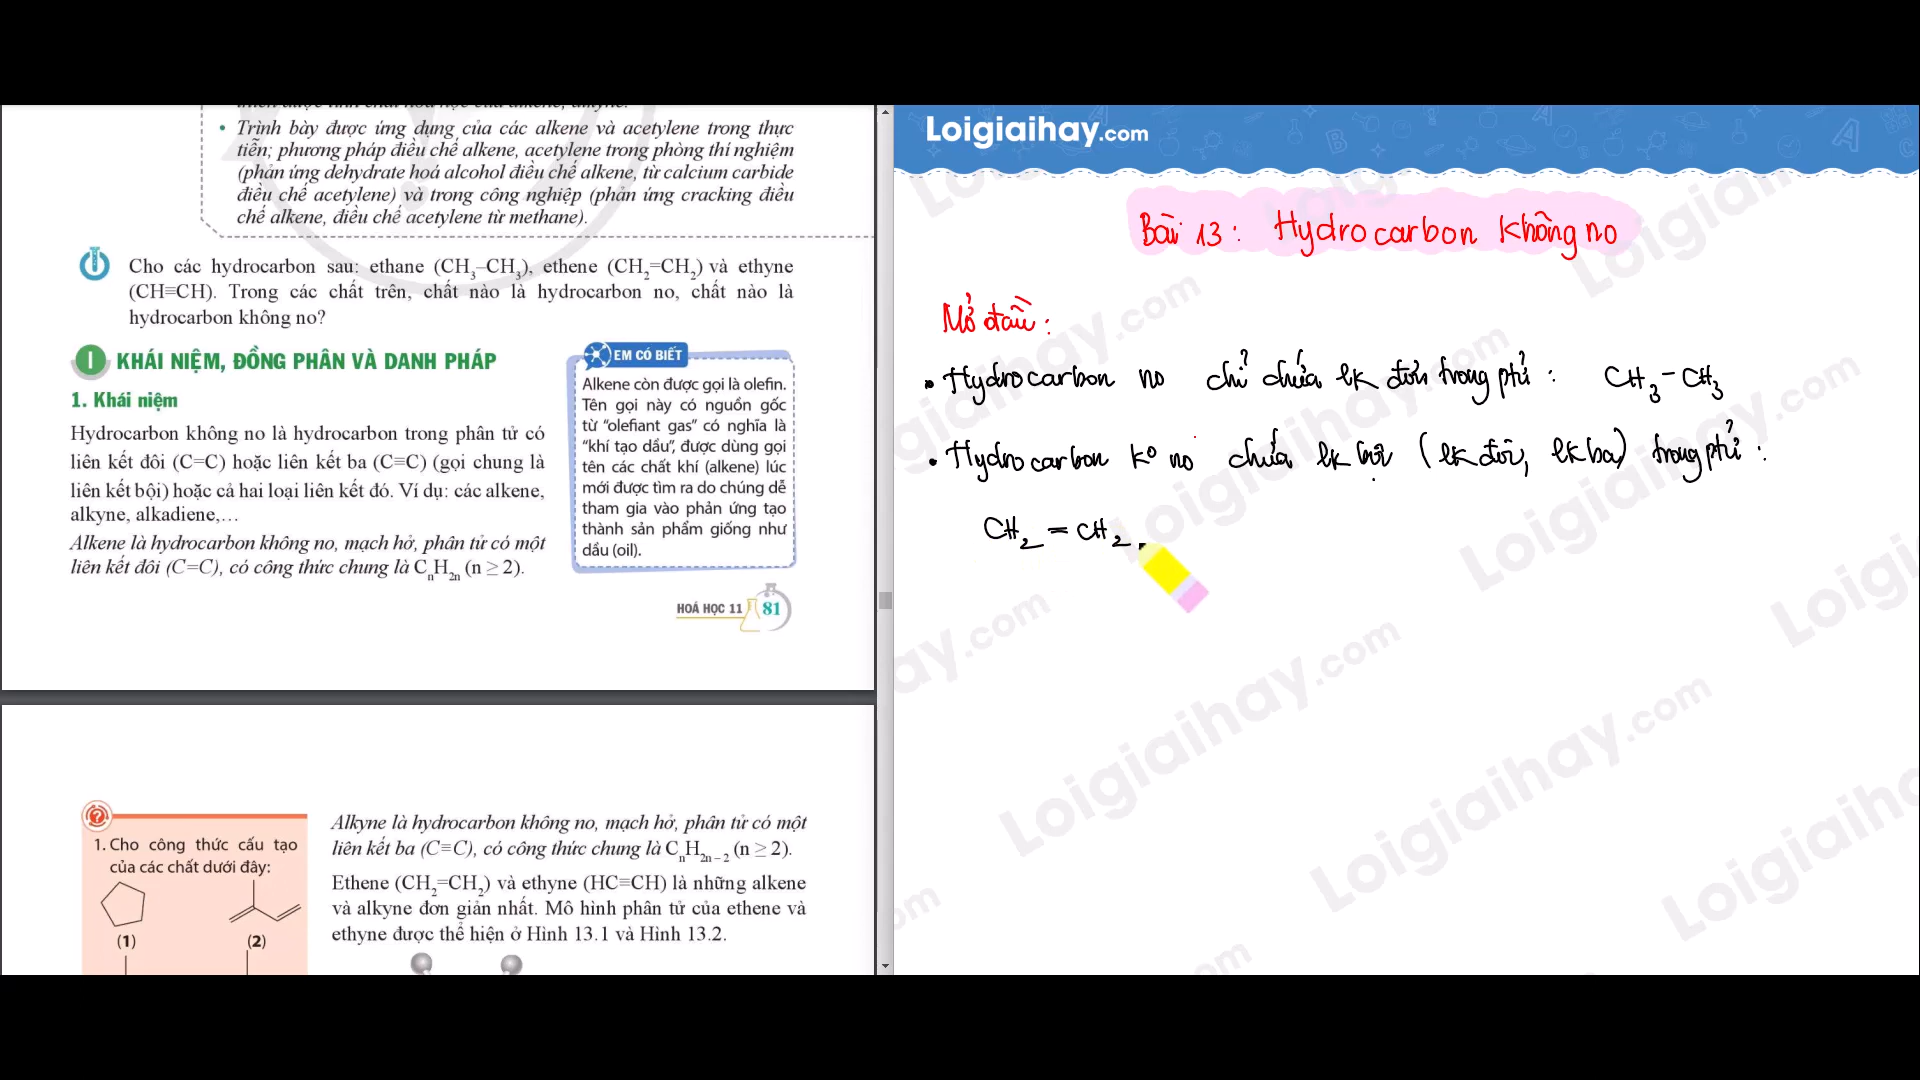 • Trình bày được ứng dụng của các alkene và acetylene trong thực
tiễn; phương pháp điều chế alkene, acetylene trong phòng thí nghiệm
(phản ứng dehydrate hoá alcohol điều chế alkene, từ calcium carbide
điều chế acetylene) và trong công nghiệp (phản ứng cracking điều
chế alkene, điều chế acetylene từ methane).
Cho các hydrocarbon sau: ethane (CH₃–CH₃), ethene (CH₂=CH₂) và ethyne
(CH≡CH). Trong các chất trên, chất nào là hydrocarbon no, chất nào là
hydrocarbon không no?
I KHÁI NIỆM, ĐỒNG PHÂN VÀ DANH PHÁP
1. Khái niệm
Hydrocarbon không no là hydrocarbon trong phân tử có
liên kết đôi (C=C) hoặc liên kết ba (C≡C) (gọi chung là
liên kết bội) hoặc cả hai loại liên kết đó. Ví dụ: các alkene,
alkyne, alkadiene,…
Alkene là hydrocarbon không no, mạch hở, phân tử có một
liên kết đôi (C=C), có công thức chung là CₙH₂ₙ (n ≥ 2).
EM CÓ BIẾT
Alkene còn được gọi là olefin.
Tên gọi này có nguồn gốc
từ “olefiant gas” có nghĩa là
“khí tạo dầu”, được dùng gọi
tên các chất khí (alkene) lúc
mới được tìm ra do chúng dễ
tham gia vào phản ứng tạo
thành sản phẩm giống như
dầu (oil).
HOÁ HỌC 11 81
1. Cho công thức cấu tạo
của các chất dưới đây:
(1) (2)
Alkyne là hydrocarbon không no, mạch hở, phân tử có một
liên kết ba (C≡C), có công thức chung là CₙH₂ₙ₋₂ (n ≥ 2).
Ethene (CH₂=CH₂) và ethyne (HC≡CH) là những alkene
và alkyne đơn giản nhất. Mô hình phân tử của ethene và
ethyne được thể hiện ở Hình 13.1 và Hình 13.2.
Loigiaihay.com
Bài 13: Hydrocarbon không no
Mở đầu:
• Hydrocarbon no chỉ chứa lk đơn trong ptử: CH₃ – CH₃
• Hydrocarbon kº no chứa lk bội (lk đôi, lk ba) trong ptử:
CH₂ = CH₂